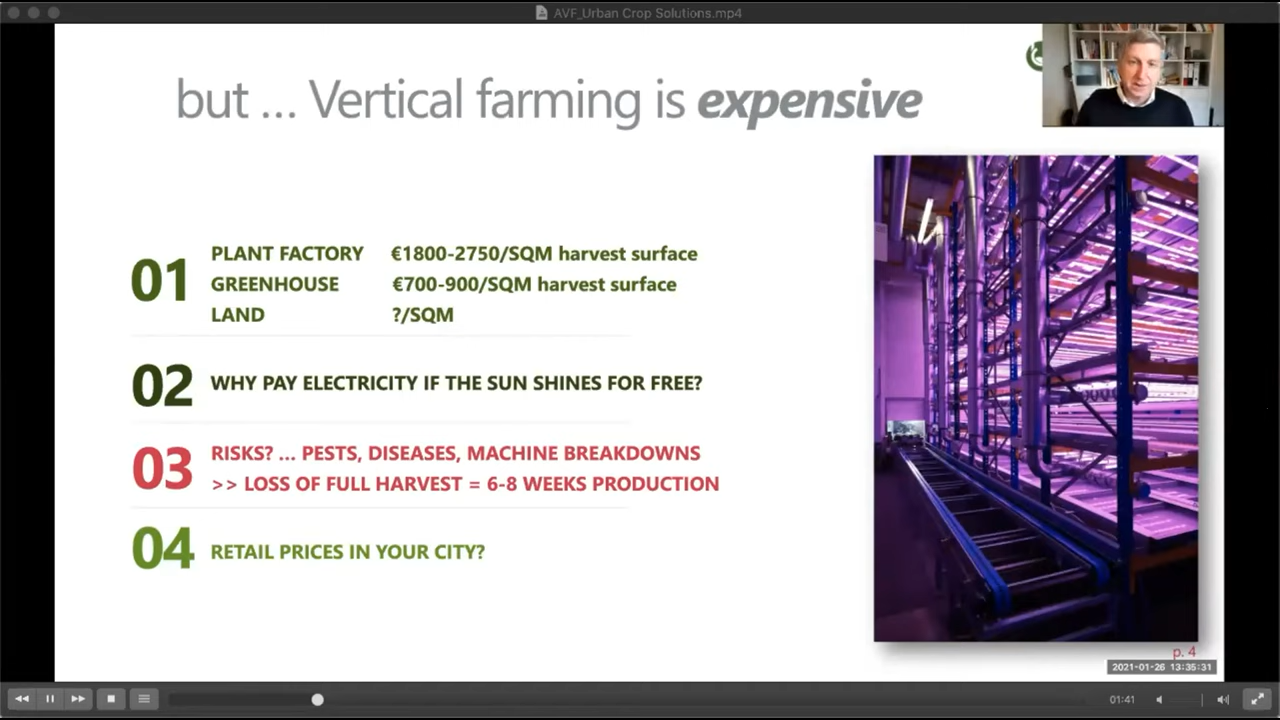 AVF_Urban Crop Solutions.mp4
but ... Vertical farming is expensive
01
PLANT FACTORY €1800-2750/SQM harvest surface
GREENHOUSE €700-900/SQM harvest surface
LAND ?/SQM
02
WHY PAY ELECTRICITY IF THE SUN SHINES FOR FREE?
03
RISKS? ... PESTS, DISEASES, MACHINE BREAKDOWNS
>> LOSS OF FULL HARVEST = 6-8 WEEKS PRODUCTION
04
RETAIL PRICES IN YOUR CITY?
p. 4
2021-01-26 13:35:31
01:41